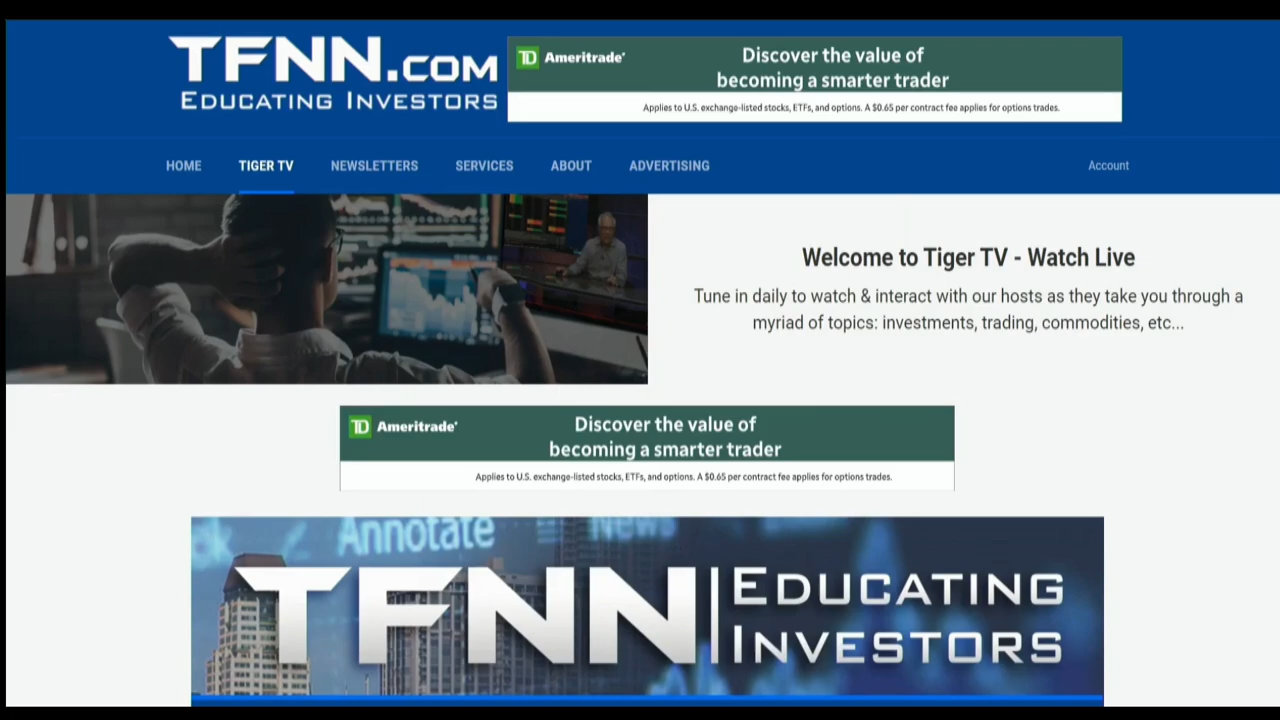 TFNN.COM
EDUCATING INVESTORS
TD Ameritrade
Discover the value of
becoming a smarter trader
Applies to U.S. exchange-listed stocks, ETFs, and options. A $0.65 per contract fee applies for options trades.
HOME TIGER TV NEWSLETTERS SERVICES ABOUT ADVERTISING Account
Welcome to Tiger TV - Watch Live
Tune in daily to watch & interact with our hosts as they take you through a
myriad of topics: investments, trading, commodities, etc...
TD Ameritrade
Discover the value of
becoming a smarter trader
Applies to U.S. exchange-listed stocks, ETFs, and options. A $0.65 per contract fee applies for options trades.
Annotate News
TFNN
EDUCATING
INVESTORS